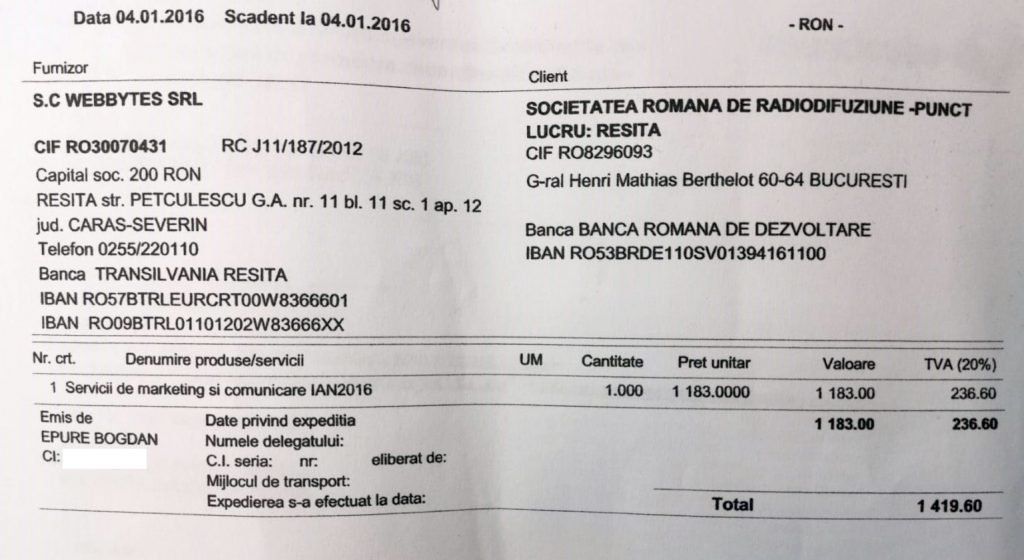 Data 04.01.2016 Scadent la 04.01.2016
- RON -
Furnizor
S.C WEBBYTES SRL
CIF RO30070431 RC J11/187/2012
Capital soc. 200 RON
RESITA str. PETCULESCU G.A. nr. 11 bl. 11 sc. 1 ap. 12
jud. CARAS-SEVERIN
Telefon 0255/220110
Banca TRANSILVANIA RESITA
IBAN RO57BTRLEURCRT00W8366601
IBAN RO09BTRL01101202W83666XX
Client
SOCIETATEA ROMANA DE RADIODIFUZIUNE -PUNCT
LUCRU: RESITA
CIF RO8296093
G-ral Henri Mathias Berthelot 60-64 BUCURESTI
Banca BANCA ROMANA DE DEZVOLTARE
IBAN RO53BRDE110SV01394161100
Nr. crt. Denumire produse/servicii UM Cantitate Pret unitar Valoare TVA (20%)
1 Servicii de marketing si comunicare IAN2016 1.000 1 183.0000 1 183.00 236.60
Emis de
EPURE BOGDAN
CI:
Date privind expeditia
Numele delegatului:
C.I. seria: nr: eliberat de:
Mijlocul de transport:
Expedierea s-a efectuat la data:
1 183.00 236.60
Total 1 419.60